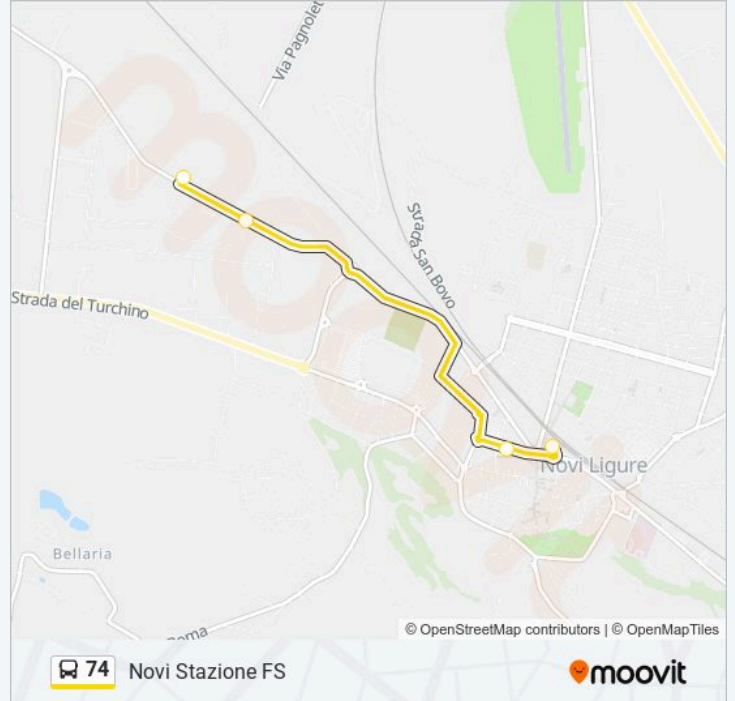 Via Pagnolet
Strada San Bovo
Strada del Turchino
Novi Ligure
Bellaria
Roma
© OpenStreetMap contributors | © OpenMapTiles
74 Novi Stazione FS
moovit